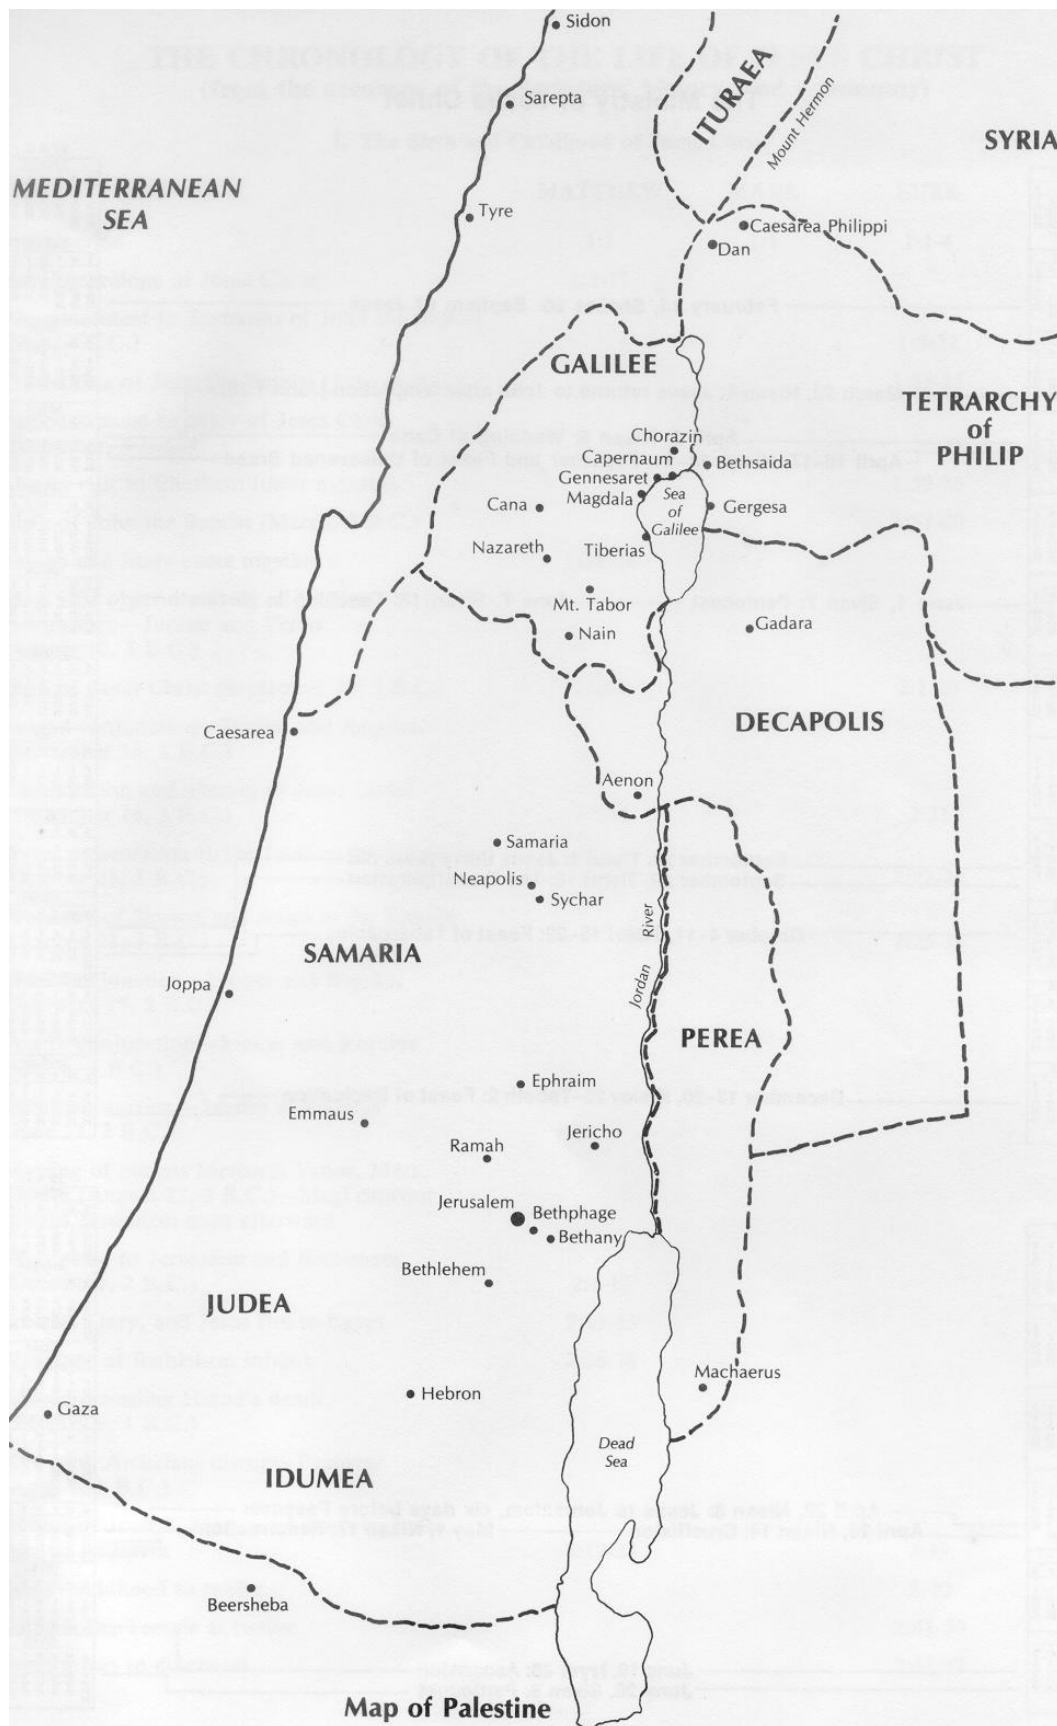 Sidon
ITURAEA
Mount Hermon
Sarepta
SYRIA
MEDITERRANEAN
SEA
Tyre
Caesarea Philippi
Dan
GALILEE
TETRARCHY
of
PHILIP
Chorazin
Capernaum
Bethsaida
Gennesaret
Magdala
Sea
of
Galilee
Cana
Gergesa
Nazareth
Tiberias
Mt. Tabor
Gadara
Nain
Caesarea
DECAPOLIS
Aenon
Samaria
Neapolis
Sychar
Jordan River
SAMARIA
Joppa
PEREA
Ephraim
Emmaus
Jericho
Ramah
Jerusalem
Bethphage
Bethany
Bethlehem
JUDEA
Machaerus
Hebron
Gaza
Dead
Sea
IDUMEA
Beersheba
Map of Palestine